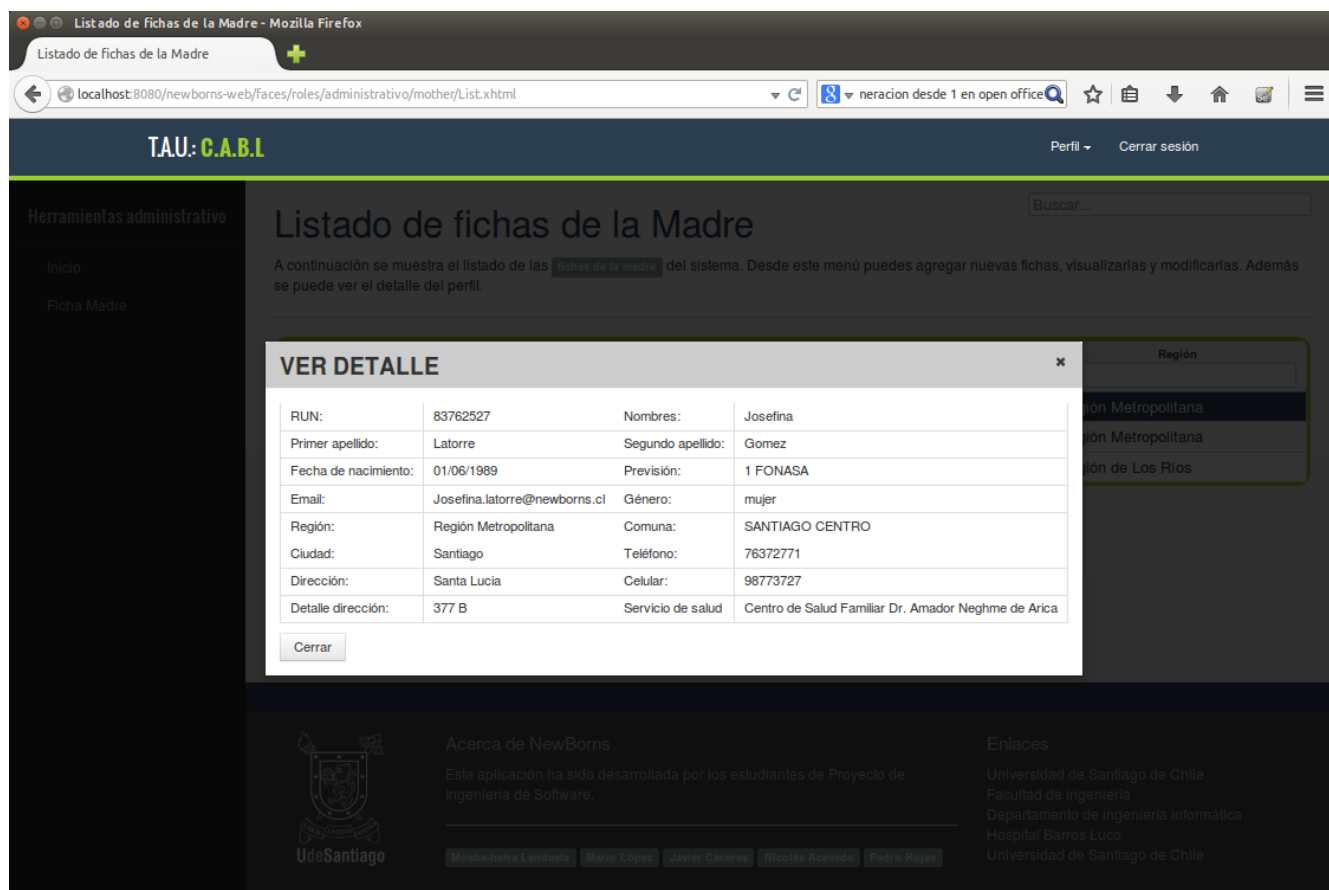 Listado de fichas de la Madre - Mozilla Firefox
Listado de fichas de la Madre
localhost:8080/newborns-web/faces/roles/administrativo/mother/List.xhtml
neracion desde 1 en open office
T.A.U.: C.A.B.L
Perfil
Cerrar sesión
Herramientas administrativo
Inicio
Ficha Madre
Buscar...
Listado de fichas de la Madre
A continuación se muestra el listado de las fichas de la madre del sistema. Desde este menú puedes agregar nuevas fichas, visualizarlas y modificarlas. Además
se puede ver el detalle del perfil.
Región
ión Metropolitana
ión Metropolitana
ión de Los Ríos
VER DETALLE
RUN: 83762527 Nombres: Josefina
Primer apellido: Latorre Segundo apellido: Gomez
Fecha de nacimiento: 01/06/1989 Previsión: 1 FONASA
Email: Josefina.latorre@newborns.cl Género: mujer
Región: Región Metropolitana Comuna: SANTIAGO CENTRO
Ciudad: Santiago Teléfono: 76372771
Dirección: Santa Lucia Celular: 98773727
Detalle dirección: 377 B Servicio de salud Centro de Salud Familiar Dr. Amador Neghme de Arica
Cerrar
UdeSantiago
Acerca de NewBorns
Esta aplicación ha sido desarrollada por los estudiantes de Proyecto de
Ingeniería de Software.
Moshe-hefra Landaeta Mario López Javier Cáceres Nicolás Acevedo Pedro Rojas
Enlaces
Universidad de Santiago de Chile
Facultad de ingeniería
Departamento de ingeniería informática
Hospital Barros Luco
Universidad de Santiago de Chile